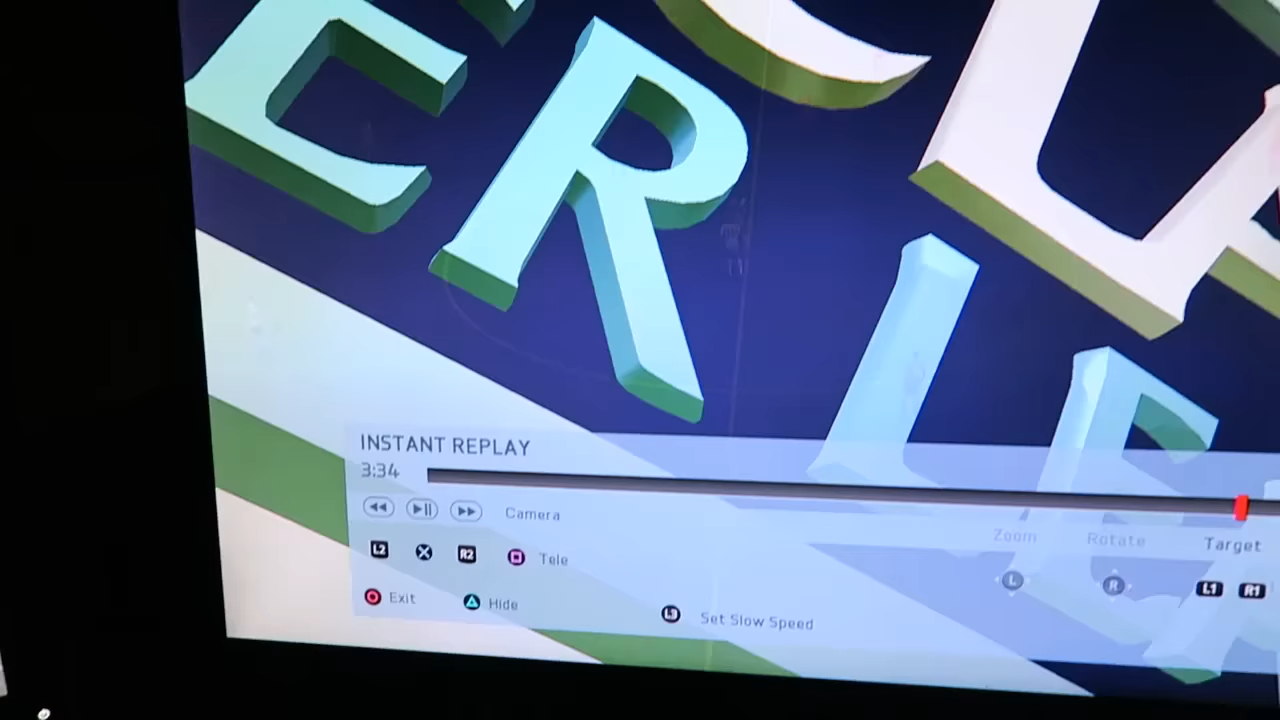 ER
INSTANT REPLAY
3:34
Camera
Zoom Rotate Target
L2 R2 Tele
L R L1 R1
Exit Hide
L3 Set Slow Speed